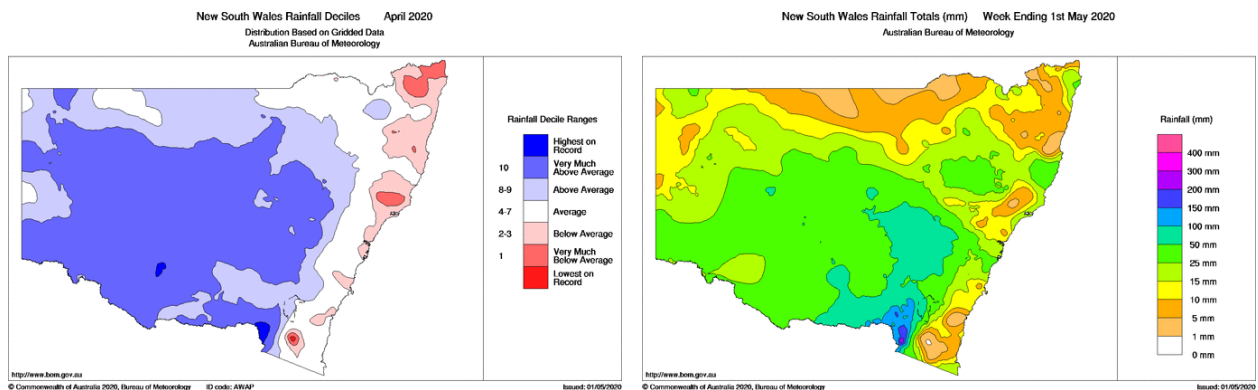 New South Wales Rainfall Deciles April 2020
Distribution Based on Gridded Data
Australian Bureau of Meteorology
Rainfall Decile Ranges
Highest on
Record
10
Very Much
Above Average
8-9
Above Average
4-7
Average
2-3
Below Average
1
Very Much
Below Average
Lowest on
Record
http://www.bom.gov.au
© Commonwealth of Australia 2020, Bureau of Meteorology ID code: AWAP Issued: 01/05/2020
New South Wales Rainfall Totals (mm) Week Ending 1st May 2020
Australian Bureau of Meteorology
Rainfall (mm)
400 mm
300 mm
200 mm
150 mm
100 mm
50 mm
25 mm
15 mm
10 mm
5 mm
1 mm
0 mm
http://www.bom.gov.au
© Commonwealth of Australia 2020, Bureau of Meteorology Issued: 01/05/2020